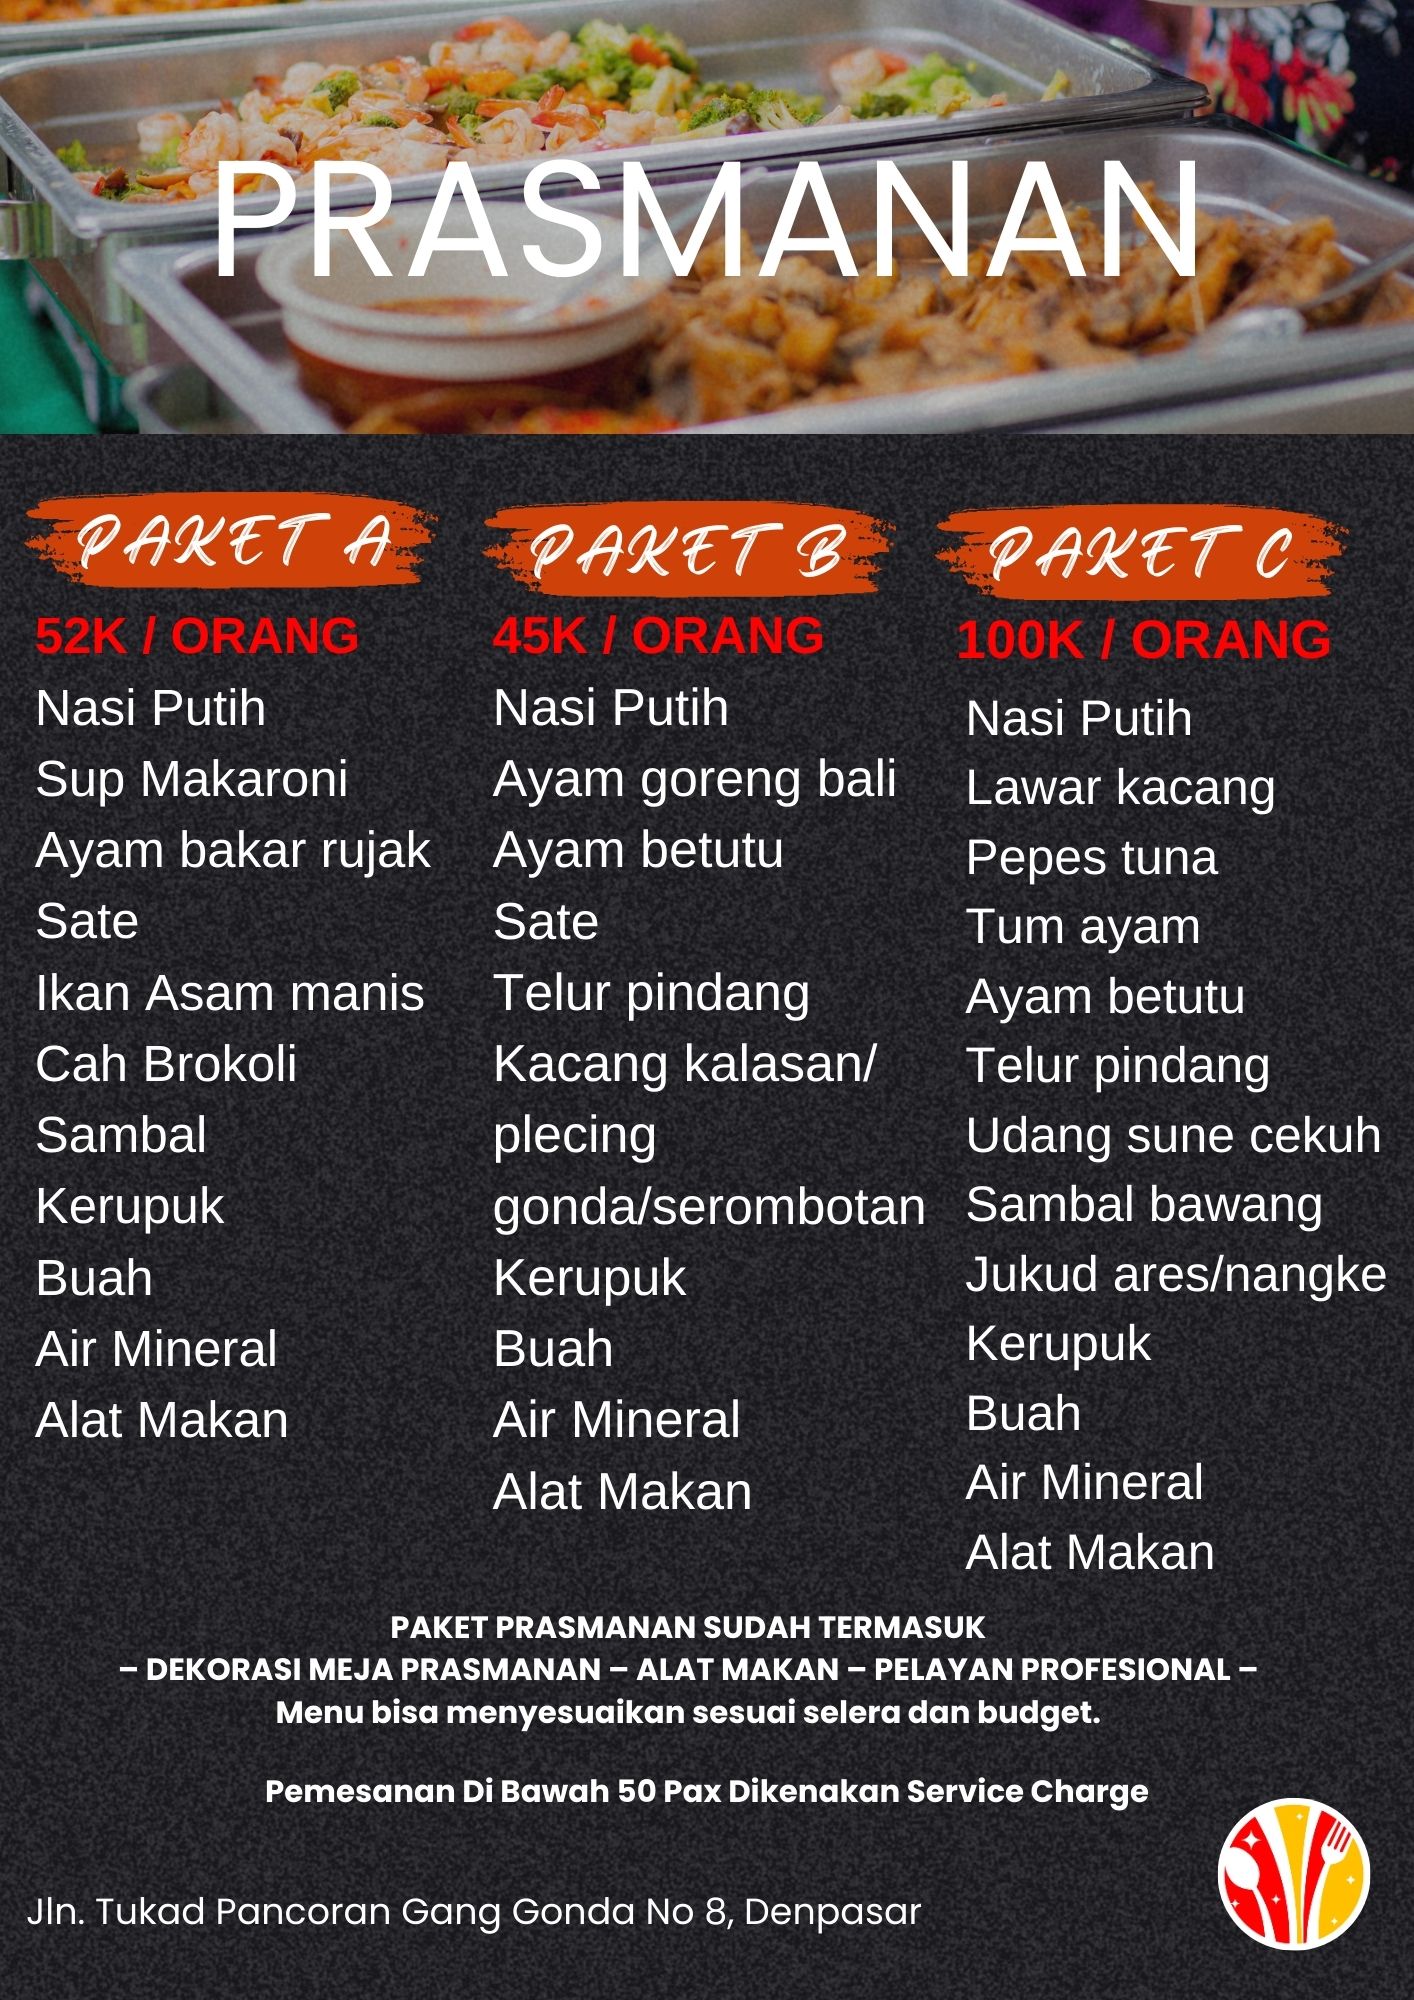 PRASMANAN
PAKET A
52K / ORANG
Nasi Putih
Sup Makaroni
Ayam bakar rujak
Sate
Ikan Asam manis
Cah Brokoli
Sambal
Kerupuk
Buah
Air Mineral
Alat Makan
PAKET B
45K / ORANG
Nasi Putih
Ayam goreng bali
Ayam betutu
Sate
Telur pindang
Kacang kalasan/
plecing
gonda/serombotan
Kerupuk
Buah
Air Mineral
Alat Makan
PAKET C
100K / ORANG
Nasi Putih
Lawar kacang
Pepes tuna
Tum ayam
Ayam betutu
Telur pindang
Udang sune cekuh
Sambal bawang
Jukud ares/nangke
Kerupuk
Buah
Air Mineral
Alat Makan
PAKET PRASMANAN SUDAH TERMASUK
– DEKORASI MEJA PRASMANAN – ALAT MAKAN – PELAYAN PROFESIONAL –
Menu bisa menyesuaikan sesuai selera dan budget.
Pemesanan Di Bawah 50 Pax Dikenakan Service Charge
Jln. Tukad Pancoran Gang Gonda No 8, Denpasar